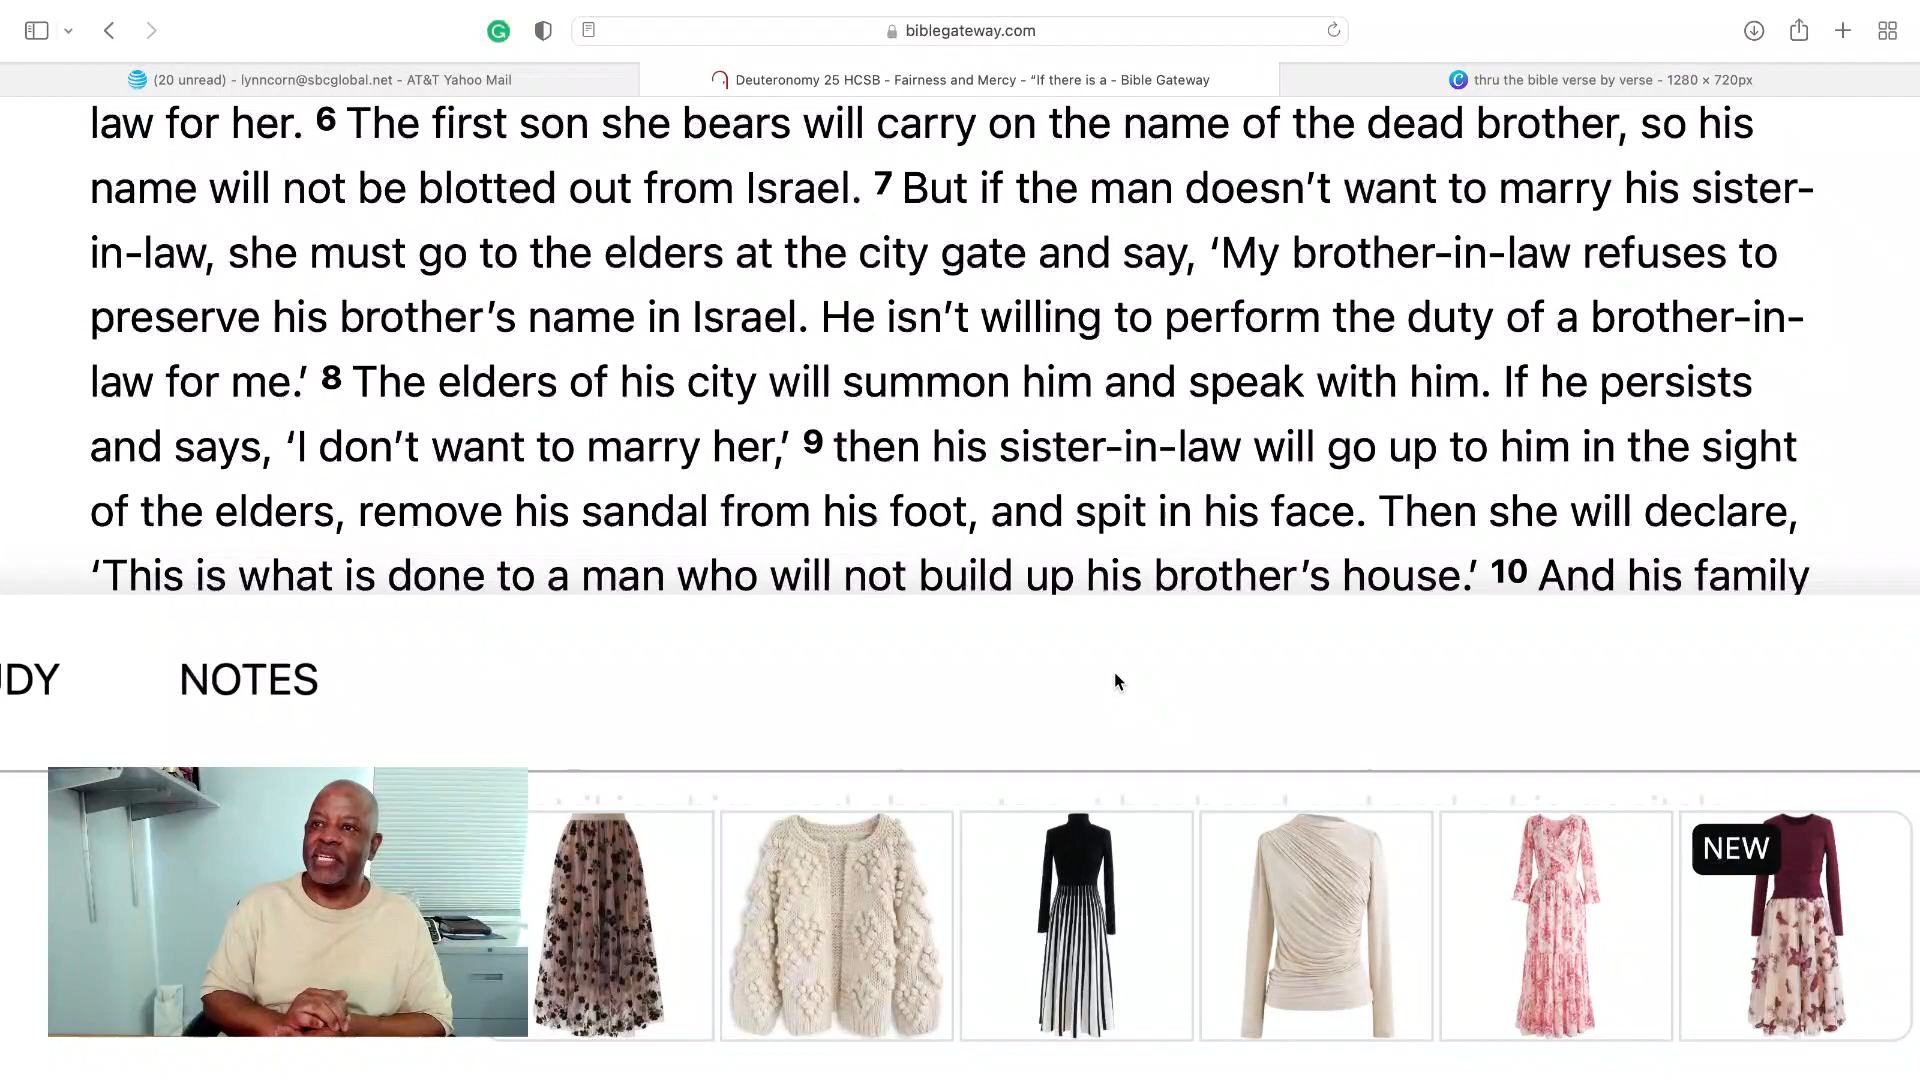 biblegateway.com
(20 unread) - lynncorn@sbcglobal.net - AT&T Yahoo Mail
Deuteronomy 25 HCSB - Fairness and Mercy - “If there is a - Bible Gateway
thru the bible verse by verse - 1280 × 720px
law for her. 6 The first son she bears will carry on the name of the dead brother, so his
name will not be blotted out from Israel. 7 But if the man doesn’t want to marry his sister-
in-law, she must go to the elders at the city gate and say, ‘My brother-in-law refuses to
preserve his brother’s name in Israel. He isn’t willing to perform the duty of a brother-in-
law for me.’ 8 The elders of his city will summon him and speak with him. If he persists
and says, ‘I don’t want to marry her,’ 9 then his sister-in-law will go up to him in the sight
of the elders, remove his sandal from his foot, and spit in his face. Then she will declare,
‘This is what is done to a man who will not build up his brother’s house.’ 10 And his family
NOTES
NEW